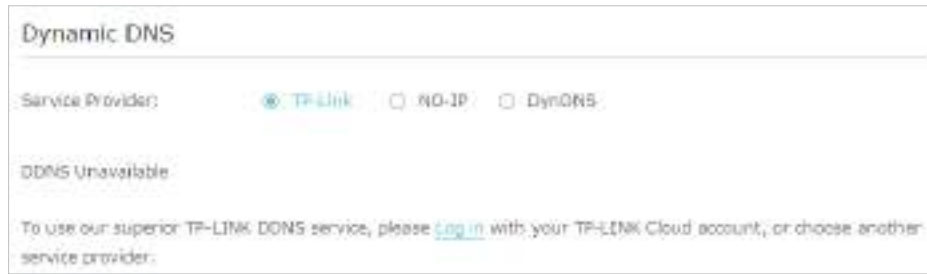 Dynamic DNS
Service Provider: TP-Link NO-IP DynDNS
DDNS Unavailable
To use our superior TP-LINK DDNS service, please Log in with your TP-LINK Cloud account, or choose another
service provider.